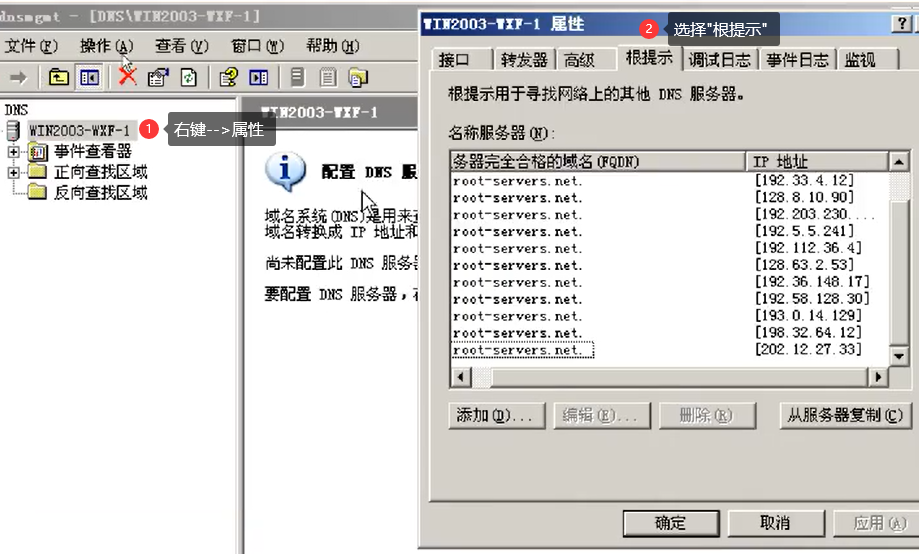 dnsmgmt - [DNS\WIN2003-WXF-1]
文件(F) 操作(A) 查看(V) 窗口(W) 帮助(H)
DNS
WIN2003-WXF-1
1 右键-->属性
事件查看器
正向查找区域
反向查找区域
WIN2003-WXF-1
配置 DNS 服
域名系统(DNS)是用来
域名转换成 IP 地址和
尚未配置此 DNS 服务
要配置 DNS 服务器，在
WIN2003-WXF-1 属性
2 选择"根提示"
接口 转发器 高级 根提示 调试日志 事件日志 监视
根提示用于寻找网络上的其他 DNS 服务器。
名称服务器(N):
务器完全合格的域名(FQDN) IP 地址
root-servers.net. [192.33.4.12]
root-servers.net. [128.8.10.90]
root-servers.net. [192.203.230....
root-servers.net. [192.5.5.241]
root-servers.net. [192.112.36.4]
root-servers.net. [128.63.2.53]
root-servers.net. [192.36.148.17]
root-servers.net. [192.58.128.30]
root-servers.net. [193.0.14.129]
root-servers.net. [198.32.64.12]
root-servers.net. [202.12.27.33]
添加(D)... 编辑(E)... 删除(R) 从服务器复制(C)
确定 取消 应用(A)